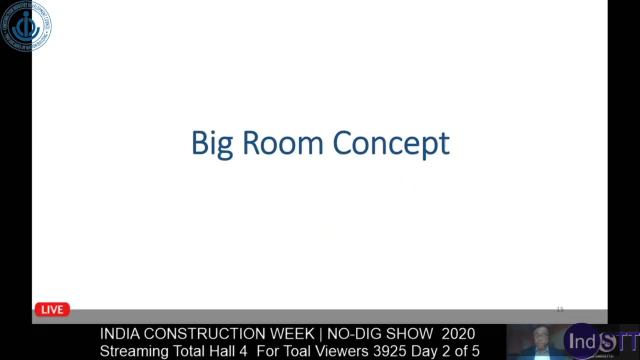 Big Room Concept
LIVE
INDIA CONSTRUCTION WEEK | NO-DIG SHOW 2020
Streaming Total Hall 4 For Toal Viewers 3925 Day 2 of 5
IndSTT